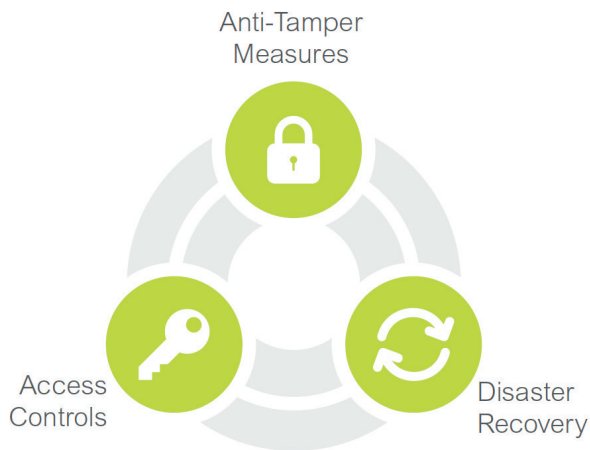 Anti-Tamper
Measures
Access
Controls
Disaster
Recovery